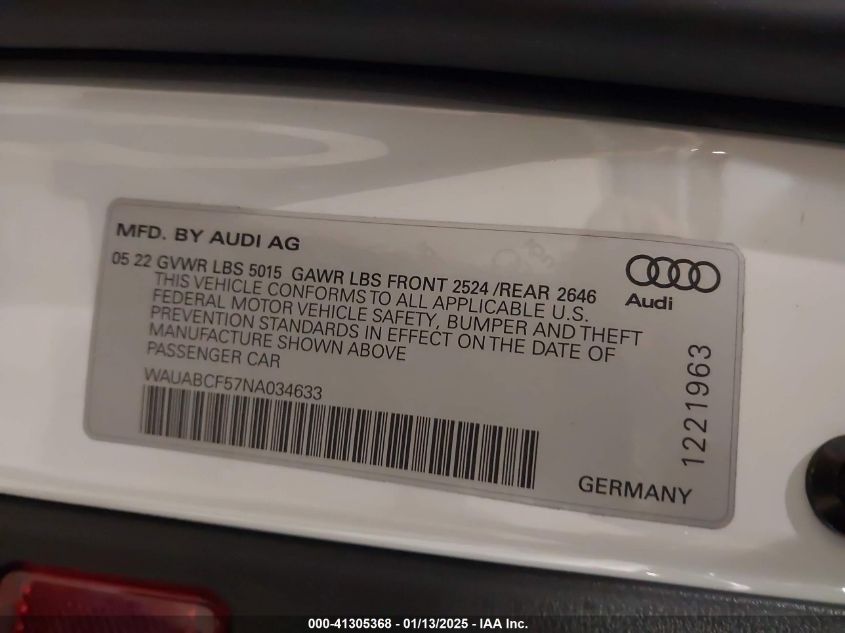 MFD. BY AUDI AG
05 22 GVWR LBS 5015 GAWR LBS FRONT 2524 /REAR 2646
THIS VEHICLE CONFORMS TO ALL APPLICABLE U.S.
FEDERAL MOTOR VEHICLE SAFETY, BUMPER AND THEFT
PREVENTION STANDARDS IN EFFECT ON THE DATE OF
MANUFACTURE SHOWN ABOVE
PASSENGER CAR
WAUABCF57NA034633
Audi
1221963
GERMANY
000-41305368 - 01/13/2025 - IAA Inc.